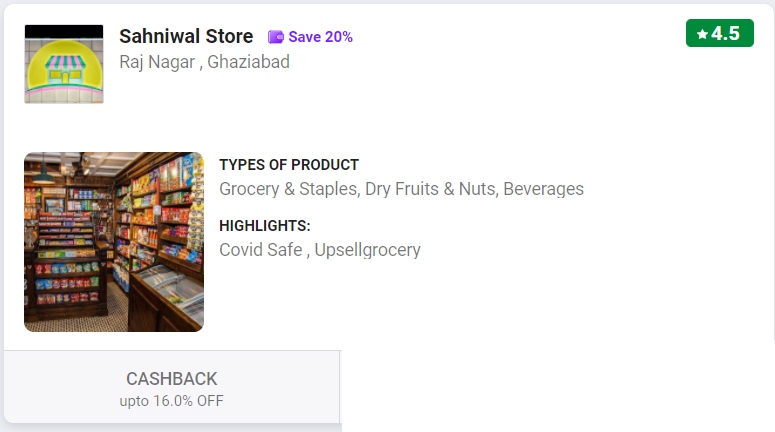 Sahniwal Store Save 20%
4.5
Raj Nagar , Ghaziabad
TYPES OF PRODUCT
Grocery & Staples, Dry Fruits & Nuts, Beverages
HIGHLIGHTS:
Covid Safe , Upsellgrocery
CASHBACK
upto 16.0% OFF